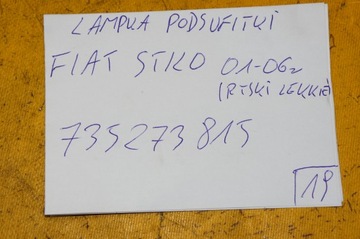 LAMPKA PODSUFITKI
FIAT STILO 01-06r
(RYSKI LEKKIE)
735273815
19